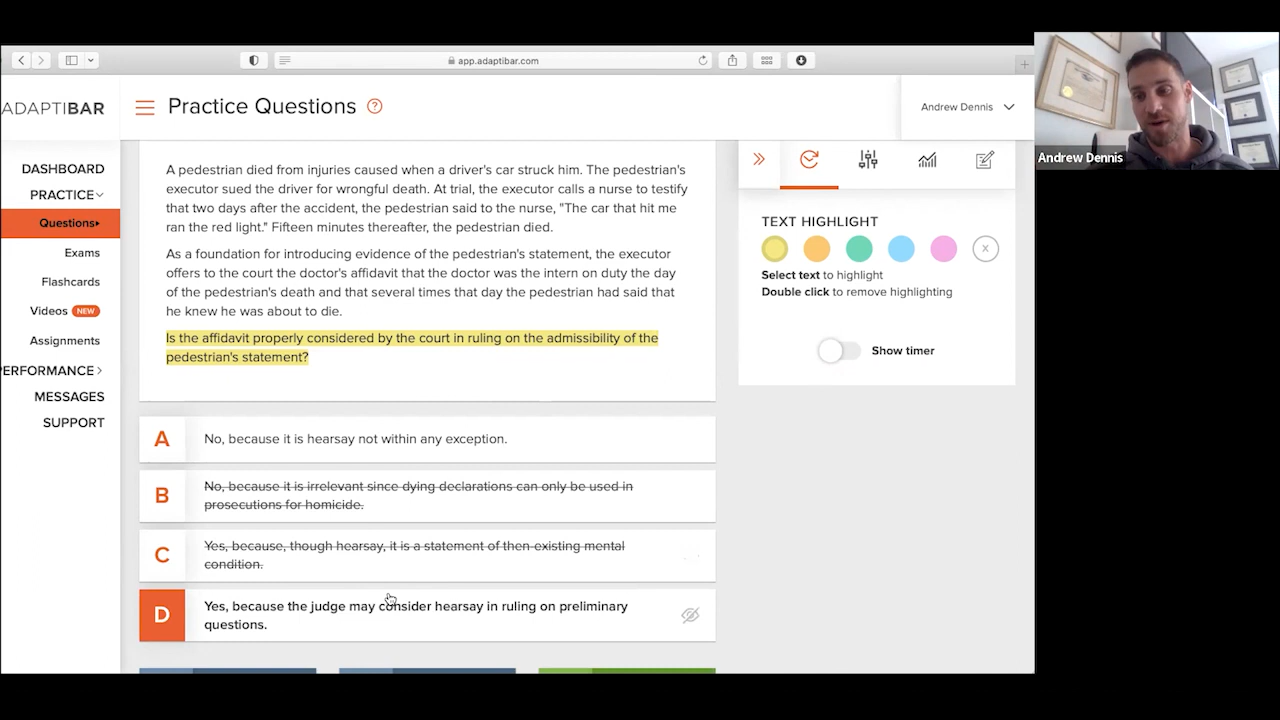 app.adaptibar.com
ADAPTIBAR
Practice Questions
?
Andrew Dennis
DASHBOARD
PRACTICE
Questions
Exams
Flashcards
Videos NEW
Assignments
PERFORMANCE
MESSAGES
SUPPORT
A pedestrian died from injuries caused when a driver's car struck him. The pedestrian's
executor sued the driver for wrongful death. At trial, the executor calls a nurse to testify
that two days after the accident, the pedestrian said to the nurse, "The car that hit me
ran the red light." Fifteen minutes thereafter, the pedestrian died.
As a foundation for introducing evidence of the pedestrian's statement, the executor
offers to the court the doctor's affidavit that the doctor was the intern on duty the day
of the pedestrian's death and that several times that day the pedestrian had said that
he knew he was about to die.
Is the affidavit properly considered by the court in ruling on the admissibility of the
pedestrian's statement?
A
No, because it is hearsay not within any exception.
B
No, because it is irrelevant since dying declarations can only be used in
prosecutions for homicide.
C
Yes, because, though hearsay, it is a statement of then-existing mental
condition.
D
Yes, because the judge may consider hearsay in ruling on preliminary
questions.
TEXT HIGHLIGHT
X
Select text to highlight
Double click to remove highlighting
Show timer
Andrew Dennis